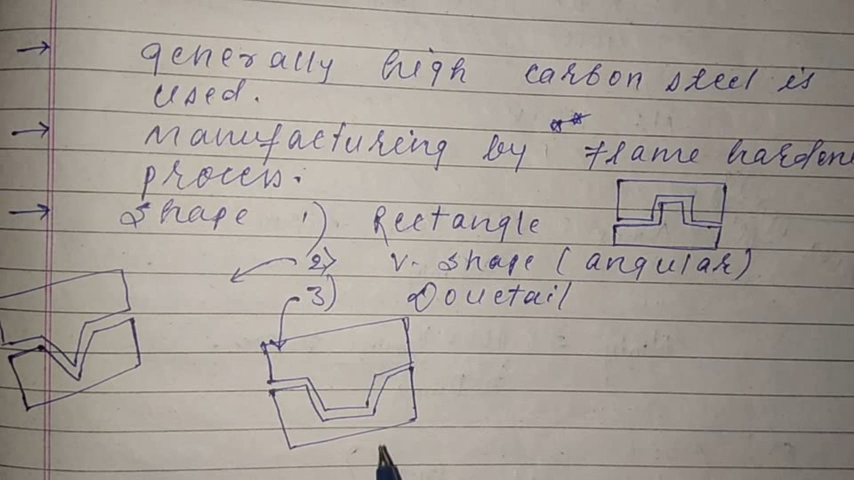 → generally high carbon steel is
used.
→ Manufacturing by ** Flame harden
process.
→ Shape 1) Rectangle
2) V- Shape (angular)
3) Dovetail